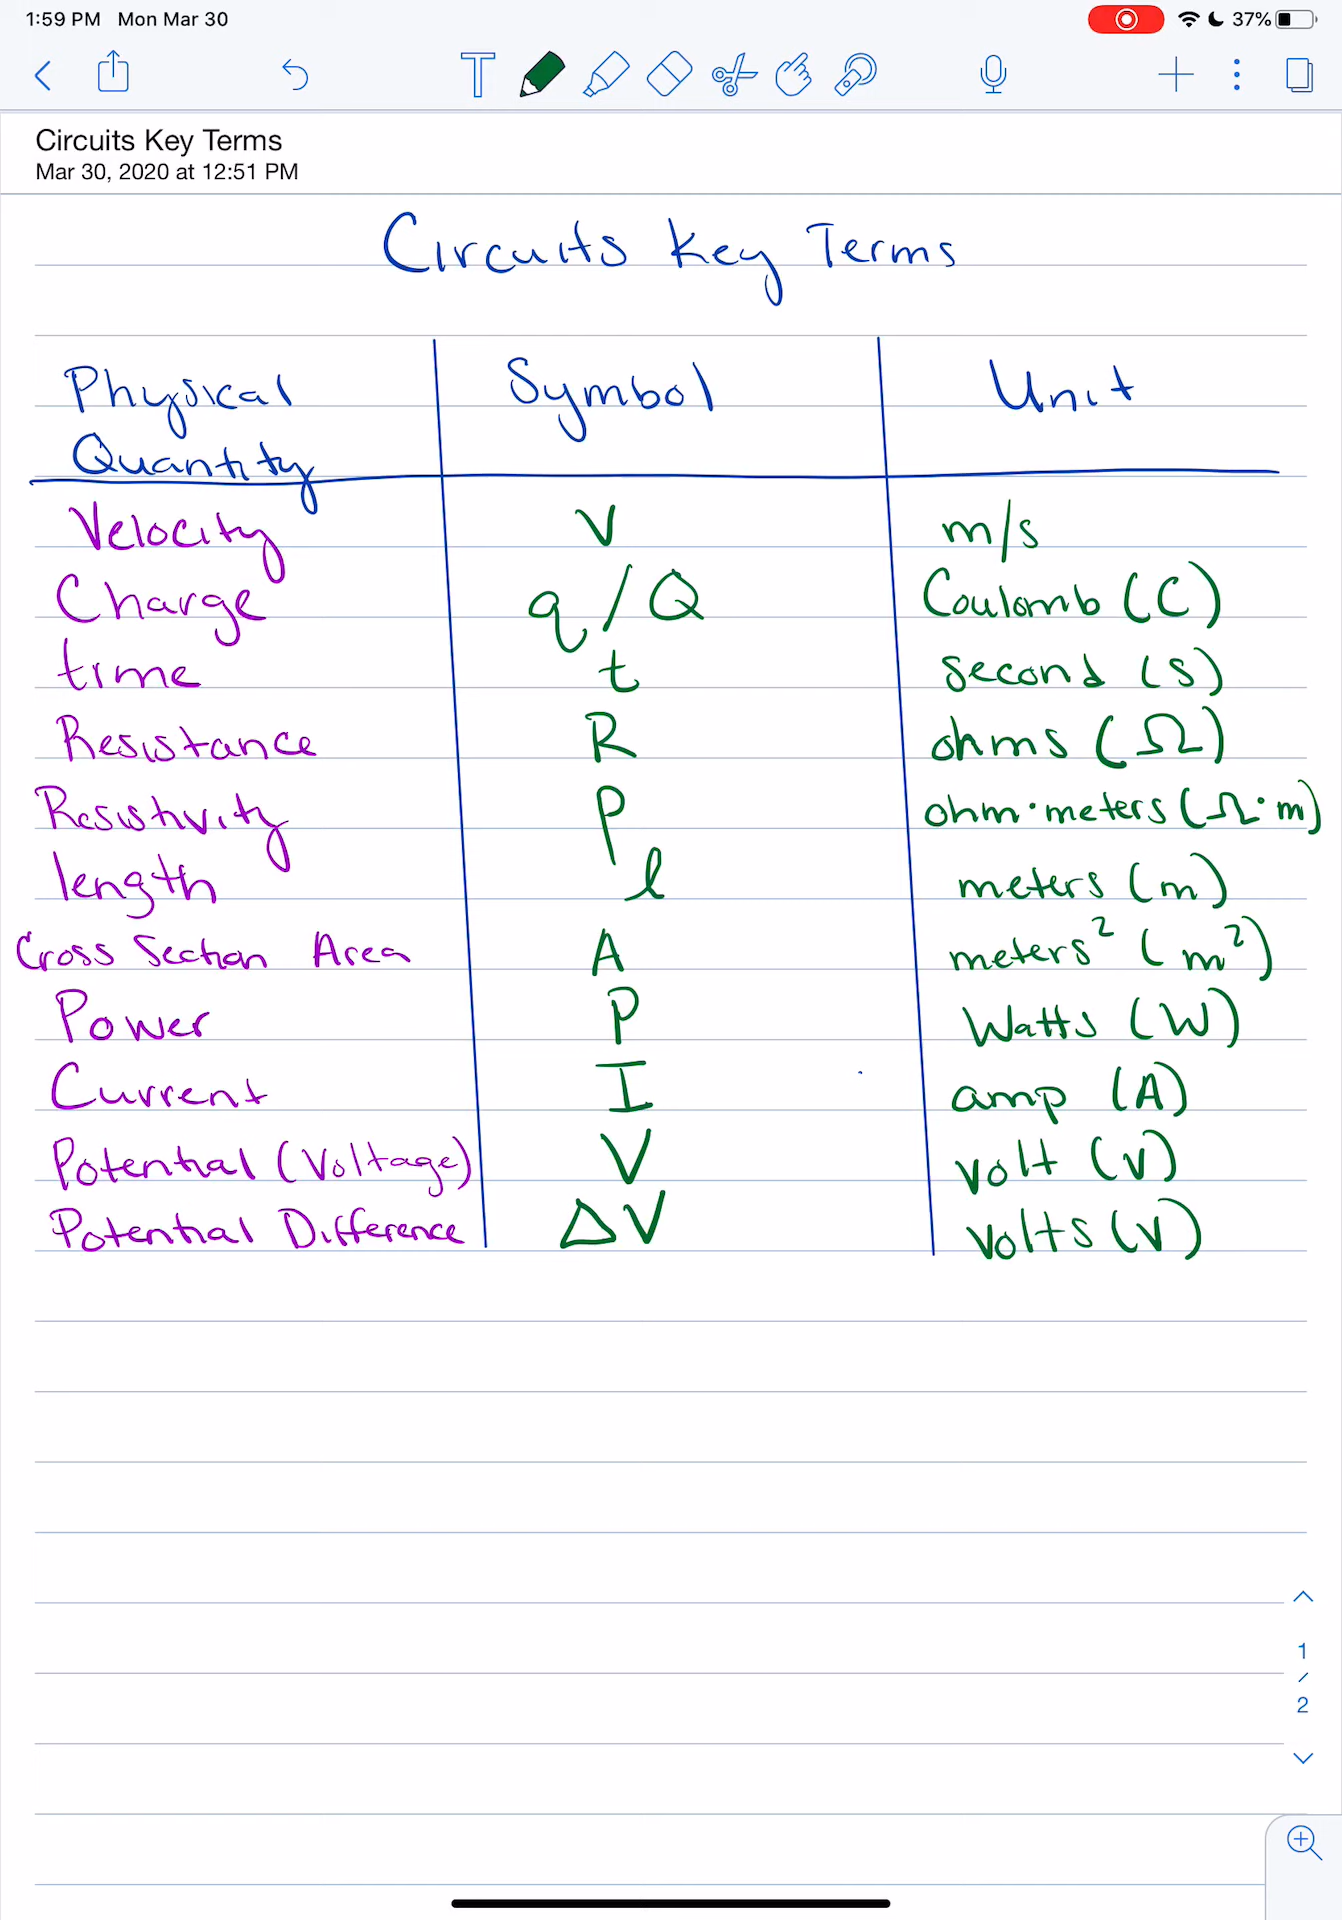 1:59 PM Mon Mar 30 37%
T
Circuits Key Terms
Mar 30, 2020 at 12:51 PM
Circuits Key Terms
Physical Quantity Symbol Unit
Velocity v m/s
Charge q / Q Coulomb (C)
time t second (s)
Resistance R ohms (Ω)
Resistivity ρ ohm·meters (Ω·m)
length l meters (m)
Cross Section Area A meters² (m²)
Power P Watts (W)
Current I amp (A)
Potential (Voltage) V volt (V)
Potential Difference ΔV volts (V)
1
/
2